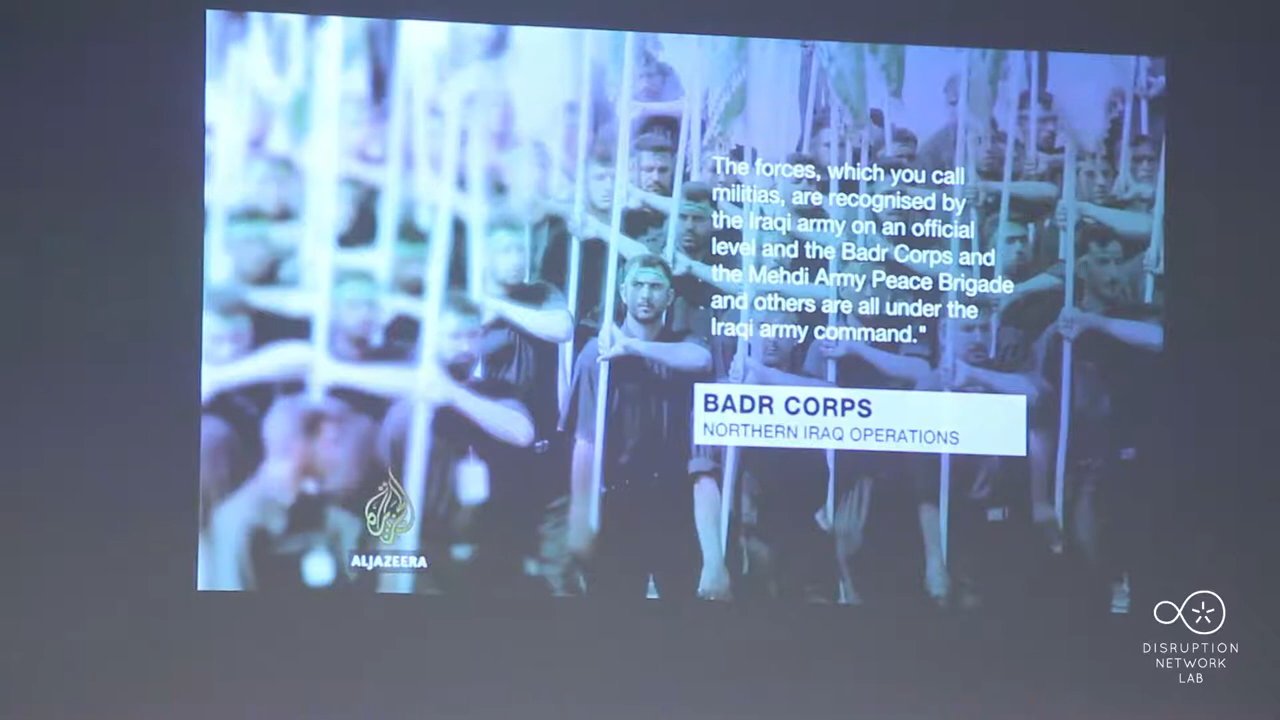 The forces, which you call
militias, are recognised by
the Iraqi army on an official
level and the Badr Corps and
the Mehdi Army Peace Brigade
and others are all under the
Iraqi army command."
BADR CORPS
NORTHERN IRAQ OPERATIONS
ALJAZEERA
DISRUPTION
NETWORK
LAB